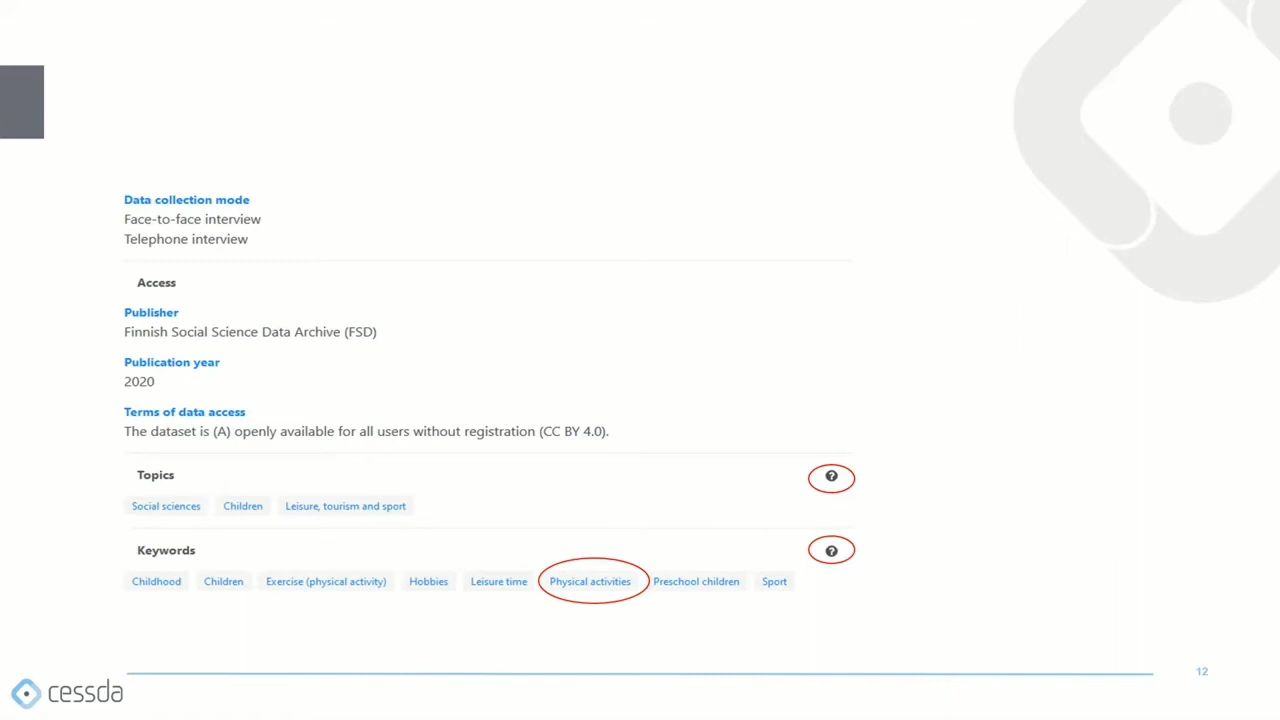 Data collection mode
Face-to-face interview
Telephone interview
Access
Publisher
Finnish Social Science Data Archive (FSD)
Publication year
2020
Terms of data access
The dataset is (A) openly available for all users without registration (CC BY 4.0).
Topics ?
Social sciences Children Leisure, tourism and sport
Keywords ?
Childhood Children Exercise (physical activity) Hobbies Leisure time Physical activities Preschool children Sport
12
cessda